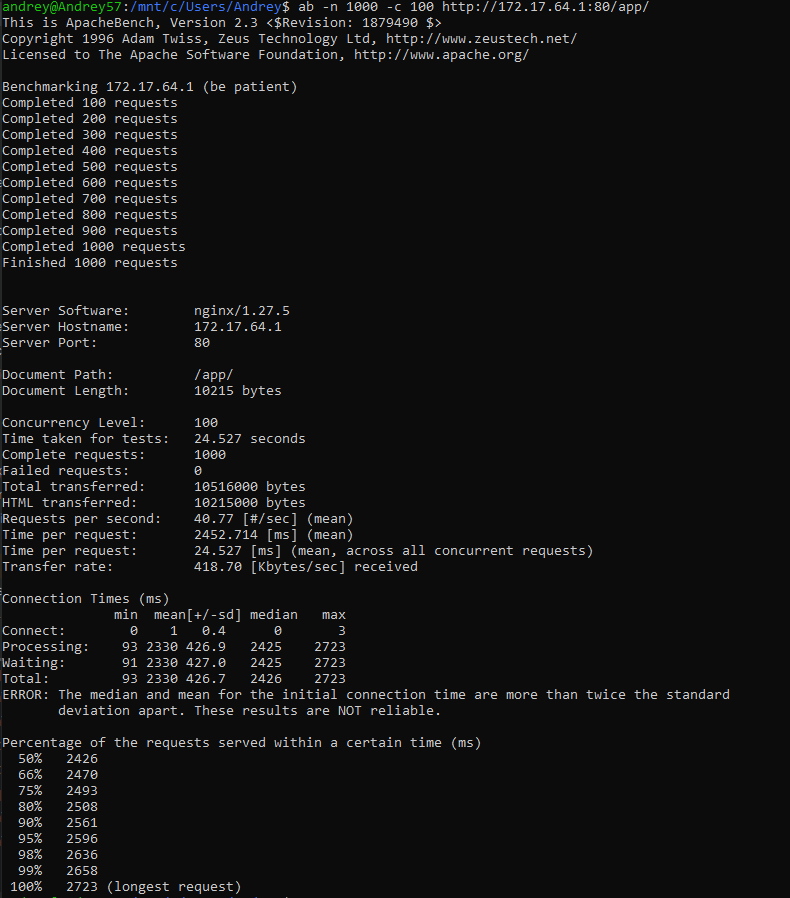 andrey@Andrey57:/mnt/c/Users/Andrey$ ab -n 1000 -c 100 http://172.17.64.1:80/app/
This is ApacheBench, Version 2.3 <$Revision: 1879490 $>
Copyright 1996 Adam Twiss, Zeus Technology Ltd, http://www.zeustech.net/
Licensed to The Apache Software Foundation, http://www.apache.org/

Benchmarking 172.17.64.1 (be patient)
Completed 100 requests
Completed 200 requests
Completed 300 requests
Completed 400 requests
Completed 500 requests
Completed 600 requests
Completed 700 requests
Completed 800 requests
Completed 900 requests
Completed 1000 requests
Finished 1000 requests


Server Software:        nginx/1.27.5
Server Hostname:        172.17.64.1
Server Port:            80

Document Path:          /app/
Document Length:        10215 bytes

Concurrency Level:      100
Time taken for tests:   24.527 seconds
Complete requests:      1000
Failed requests:        0
Total transferred:      10516000 bytes
HTML transferred:       10215000 bytes
Requests per second:    40.77 [#/sec] (mean)
Time per request:       2452.714 [ms] (mean)
Time per request:       24.527 [ms] (mean, across all concurrent requests)
Transfer rate:          418.70 [Kbytes/sec] received

Connection Times (ms)
              min  mean[+/-sd] median   max
Connect:        0    1   0.4      0       3
Processing:    93 2330 426.9   2425    2723
Waiting:       91 2330 427.0   2425    2723
Total:         93 2330 426.7   2426    2723
ERROR: The median and mean for the initial connection time are more than twice the standard
       deviation apart. These results are NOT reliable.

Percentage of the requests served within a certain time (ms)
  50%   2426
  66%   2470
  75%   2493
  80%   2508
  90%   2561
  95%   2596
  98%   2636
  99%   2658
 100%   2723 (longest request)